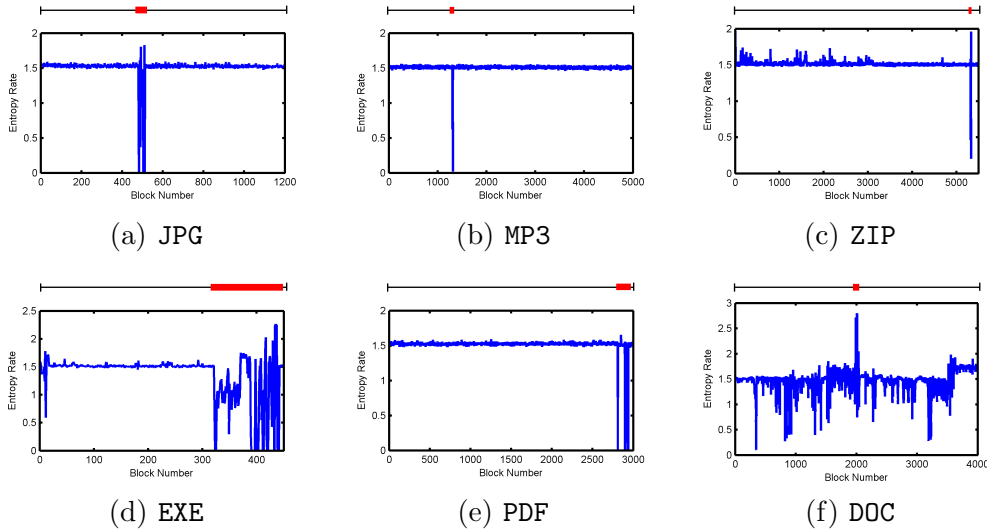 2
1.5
1
0.5
0
Entropy Rate
0 200 400 600 800 1000 1200
Block Number
(a) JPG
2
1.5
1
0.5
0
Entropy Rate
0 1000 2000 3000 4000 5000
Block Number
(b) MP3
2
1.5
1
0.5
0
Entropy Rate
0 1000 2000 3000 4000 5000
Block Number
(c) ZIP
2.5
2
1.5
1
0.5
0
Entropy Rate
0 100 200 300 400
Block Number
(d) EXE
2
1.5
1
0.5
0
Entropy Rate
0 500 1000 1500 2000 2500 3000
Block Number
(e) PDF
3
2.5
2
1.5
1
0.5
0
Entropy Rate
0 1000 2000 3000 4000
Block Number
(f) DOC